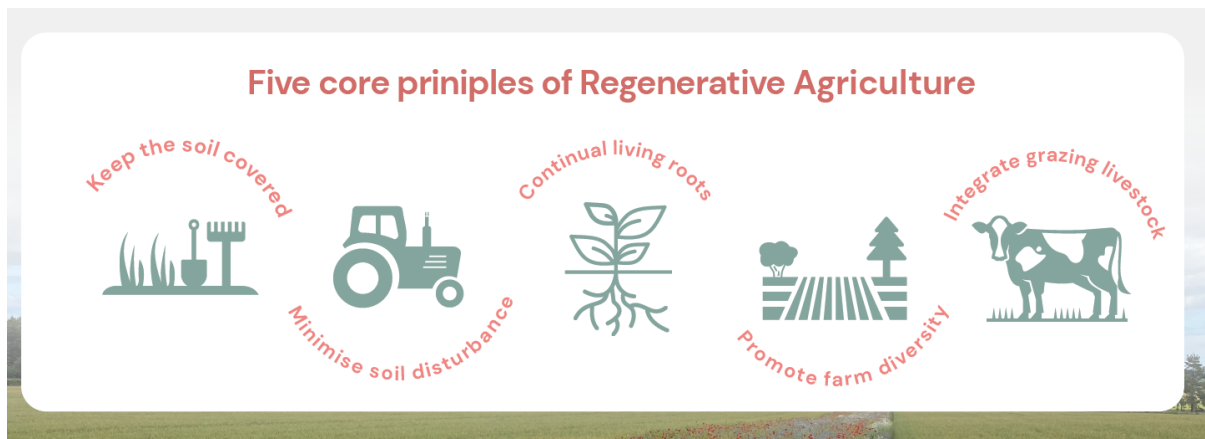 Five core priniples of Regenerative Agriculture
Keep the soil covered
Minimise soil disturbance
Continual living roots
Promote farm diversity
Integrate grazing livestock